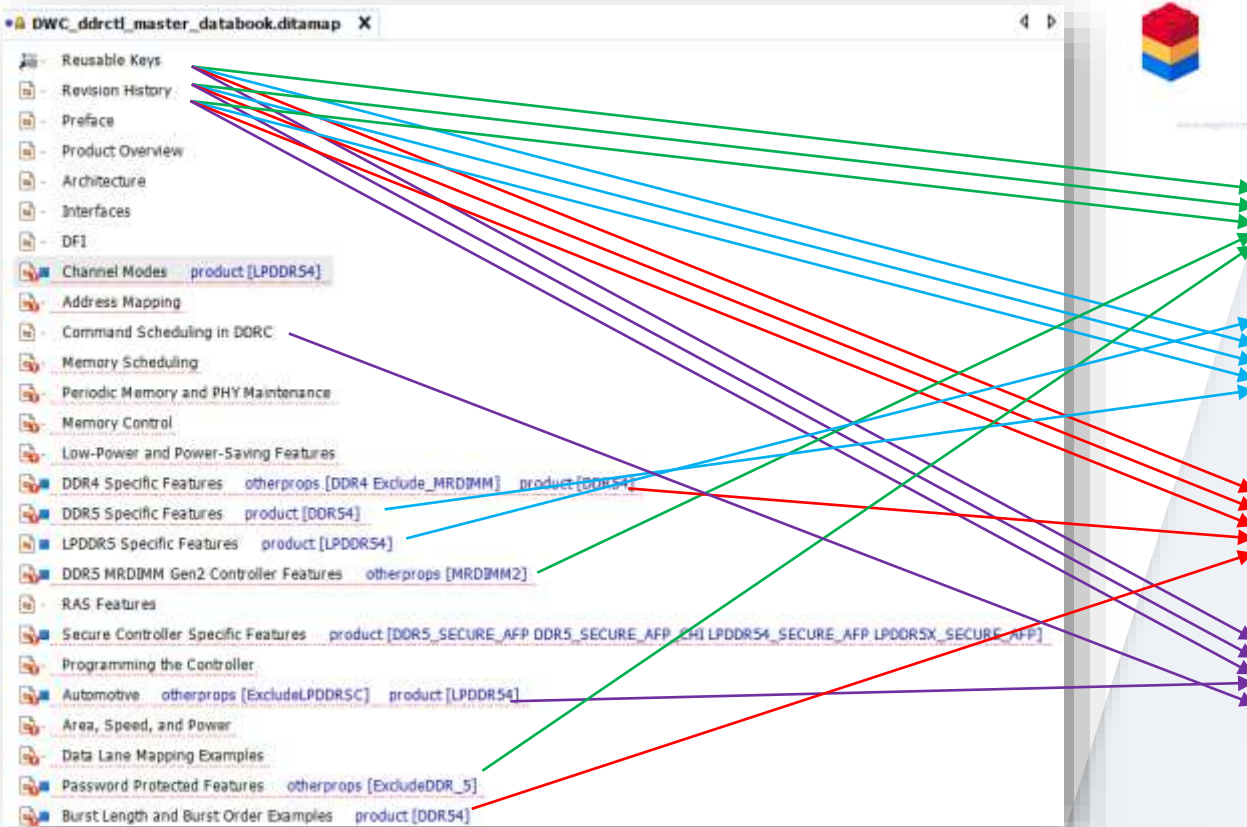 DWC_ddrctl_master_databook.ditamap X
Reusable Keys
Revision History
Preface
Product Overview
Architecture
Interfaces
DFI
Channel Modes product [LPDDR54]
Address Mapping
Command Scheduling in DDRC
Memory Scheduling
Periodic Memory and PHY Maintenance
Memory Control
Low-Power and Power-Saving Features
DDR4 Specific Features otherprops [DDR4 Exclude_MRDIMM] product [DDR54]
DDR5 Specific Features product [DDR54]
LPDDR5 Specific Features product [LPDDR54]
DDR5 MRDIMM Gen2 Controller Features otherprops [MRDIMM2]
RAS Features
Secure Controller Specific Features product [DDR5_SECURE_AFP DDR5_SECURE_AFP_CHI LPDDR54_SECURE_AFP LPDDR5X_SECURE_AFP]
Programming the Controller
Automotive otherprops [ExcludeLPDDR5C] product [LPDDR54]
Area, Speed, and Power
Data Lane Mapping Examples
Password Protected Features otherprops [ExcludeDDR_5]
Burst Length and Burst Order Examples product [DDR54]